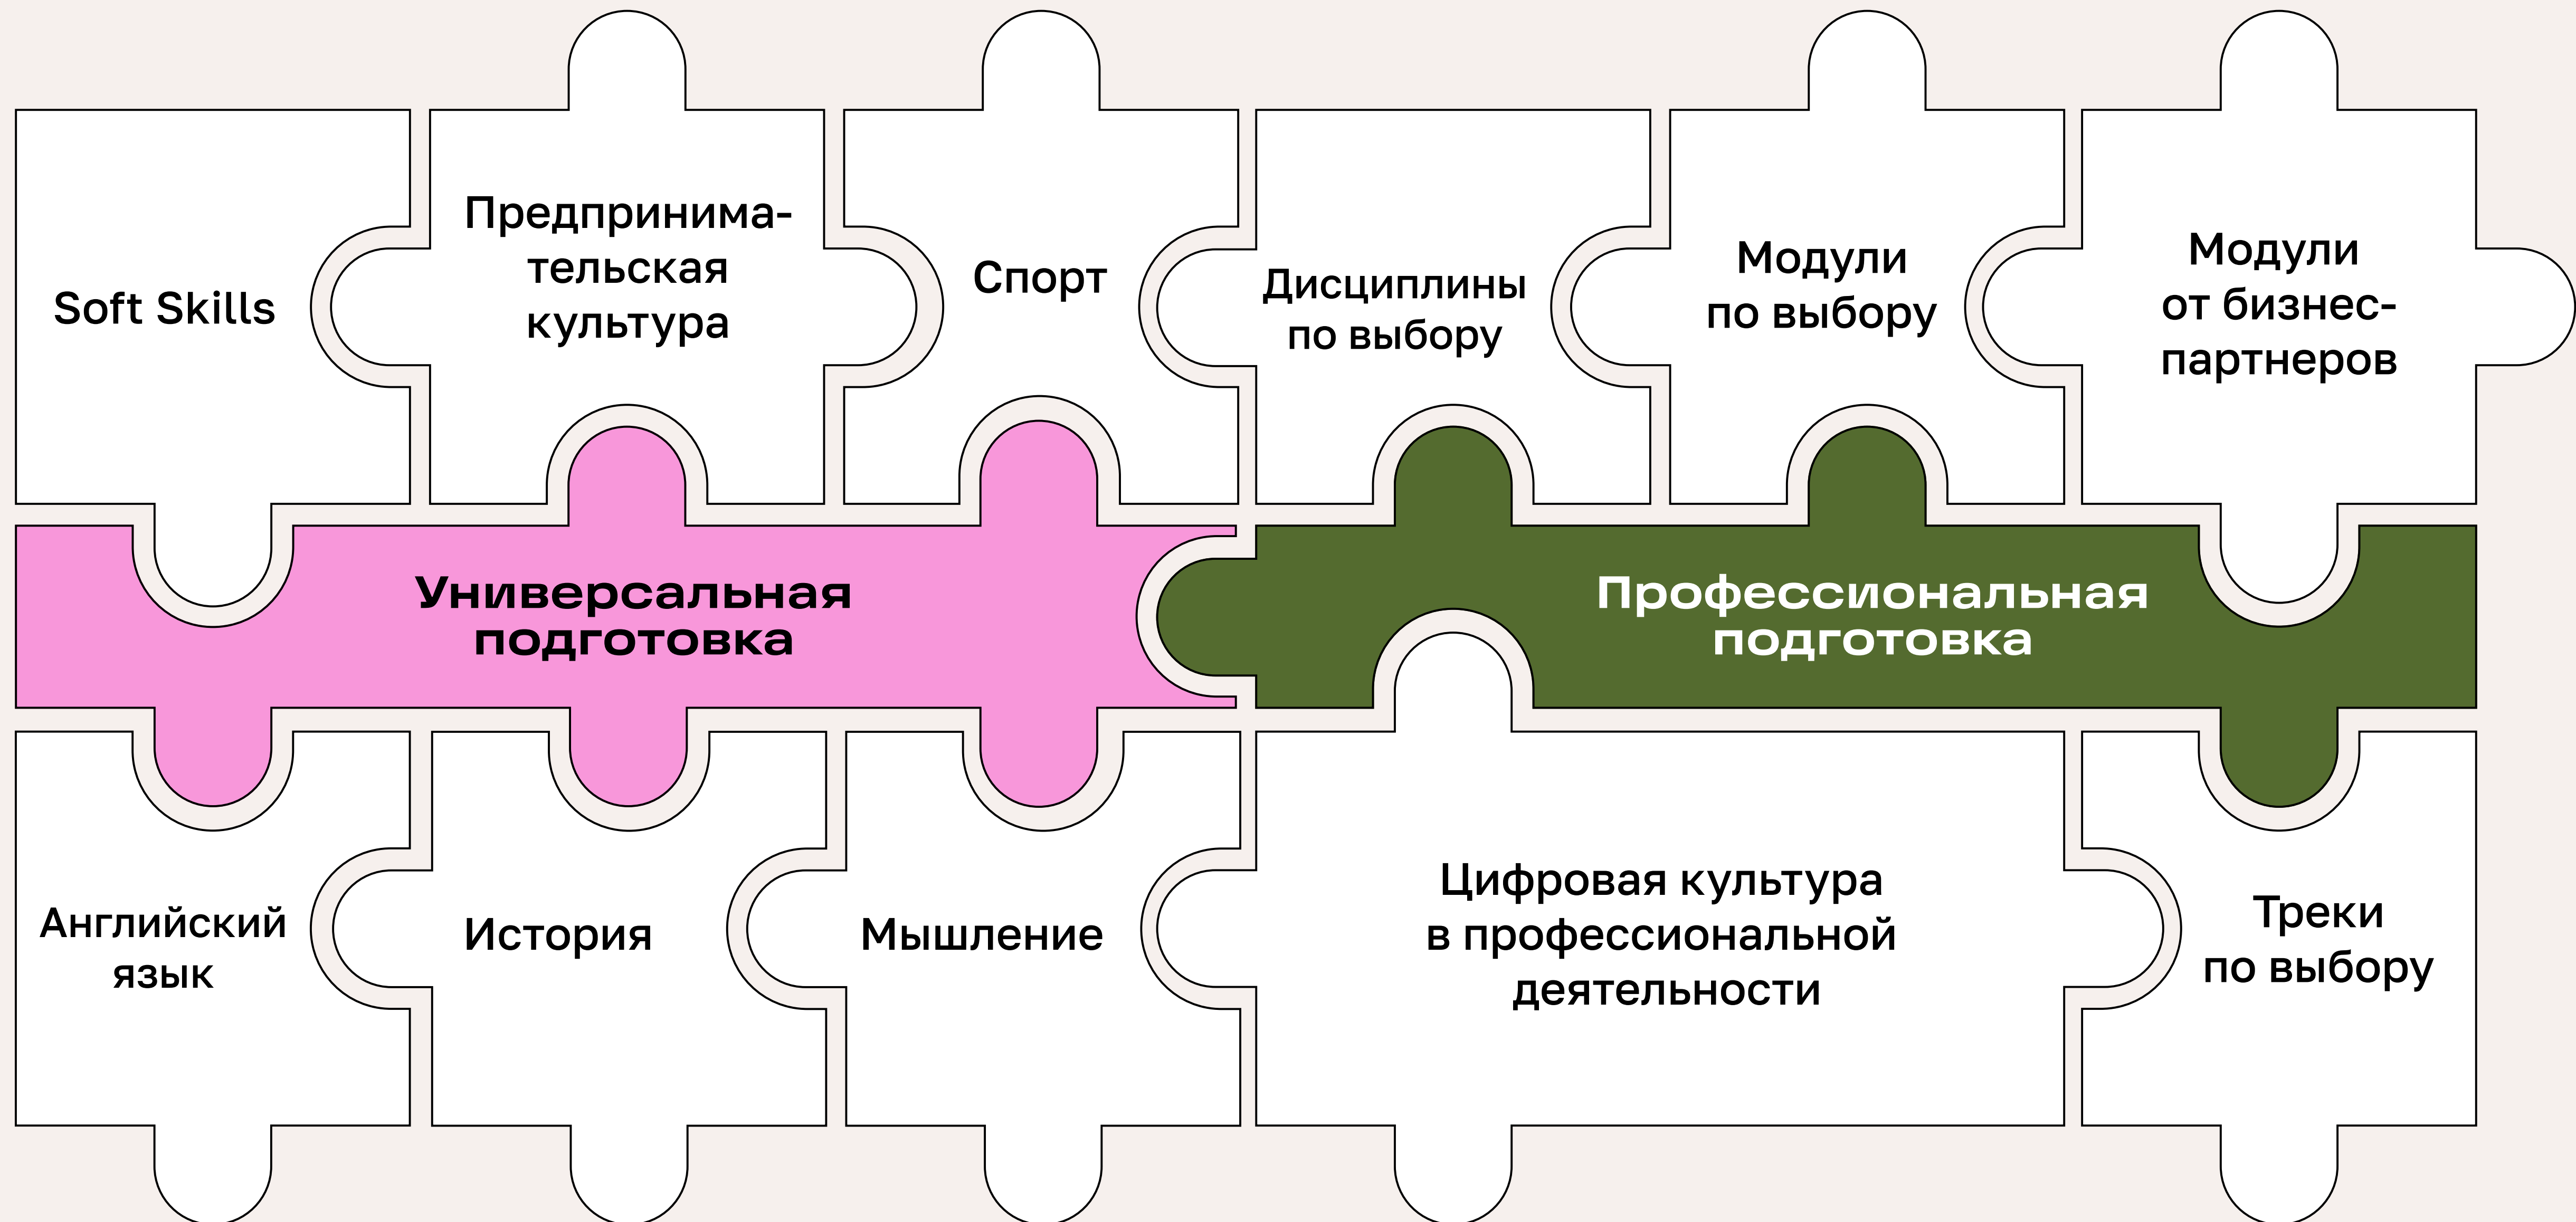 Soft Skills
Предпринима-
тельская
культура
Спорт
Дисциплины
по выбору
Модули
по выбору
Модули
от бизнес-
партнеров
Универсальная
подготовка
Профессиональная
подготовка
Английский
язык
История
Мышление
Цифровая культура
в профессиональной
деятельности
Треки
по выбору